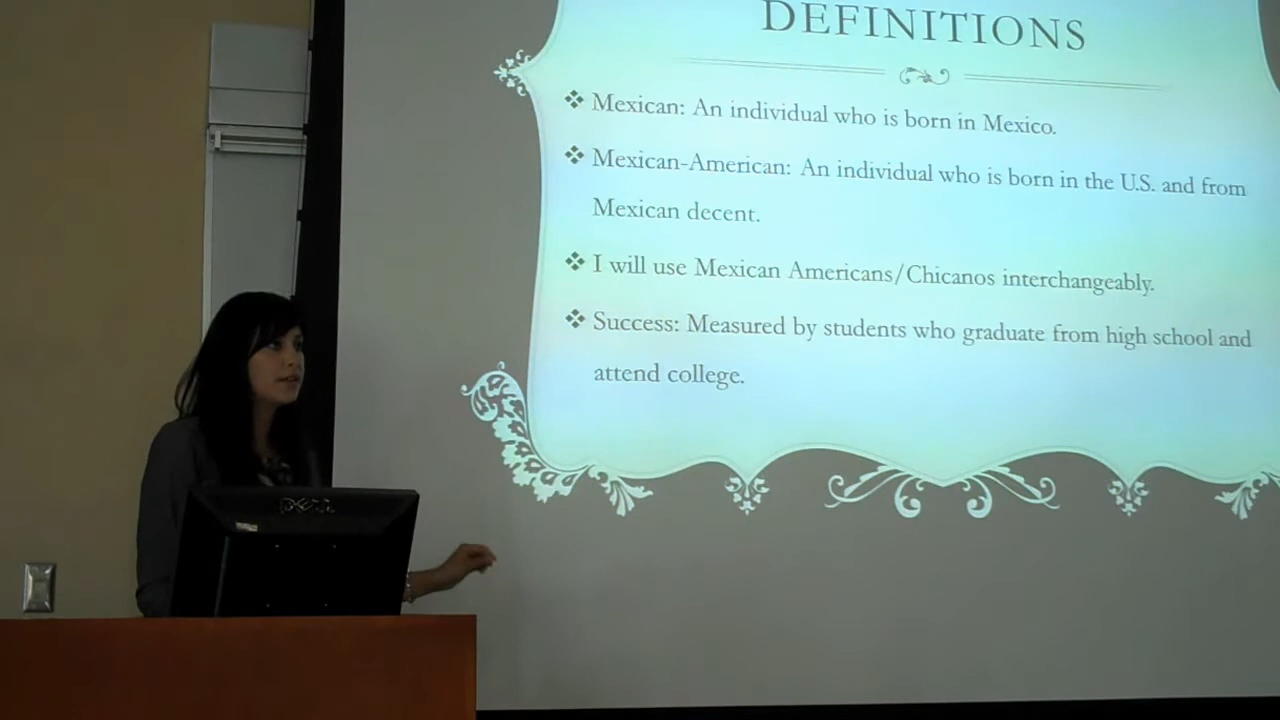 DEFINITIONS
❖ Mexican: An individual who is born in Mexico.
❖ Mexican-American: An individual who is born in the U.S. and from
Mexican decent.
❖ I will use Mexican Americans/Chicanos interchangeably.
❖ Success: Measured by students who graduate from high school and
attend college.
DELL